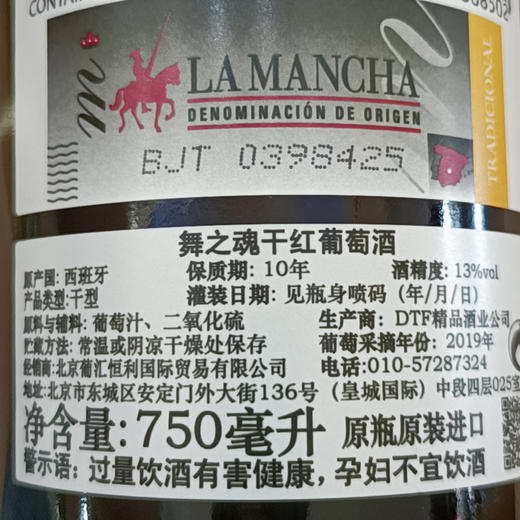 LA MANCHA
DENOMINACIÓN DE ORIGEN
BJT 0398425
TRADICIONAL
舞之魂干红葡萄酒
原产国: 西班牙 保质期: 10年 酒精度: 13%vol
产品类型: 干型 灌装日期: 见瓶身喷码 (年/月/日)
原料与辅料: 葡萄汁、二氧化硫 生产商: DTF精品酒业公司
贮藏方法: 常温或阴凉干燥处保存 葡萄采摘年份: 2019年
经销商: 北京葡汇恒利国际贸易有限公司 电话:010-57287324
地址:北京市东城区安定门外大街136号 (皇城国际) 中段四层025室
净含量: 750毫升 原瓶原装进口
警示语: 过量饮酒有害健康, 孕妇不宜饮酒